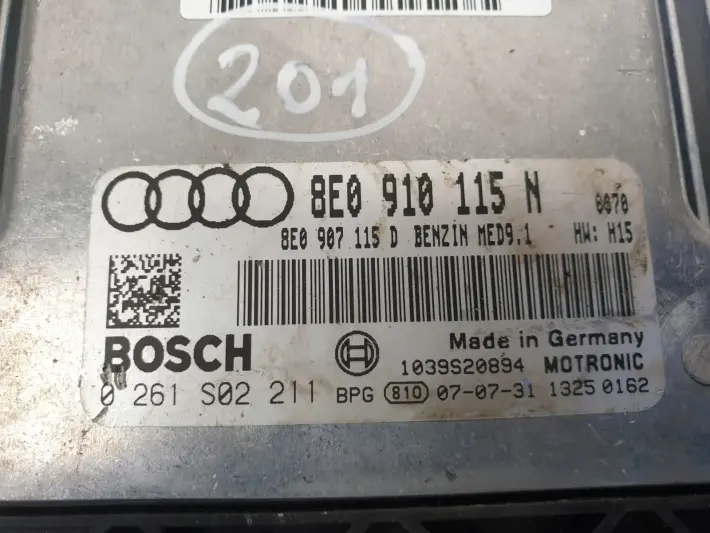 201
8E0 910 115 N 0070
8E0 907 115 D BENZIN MED9.1 HW: H15
BOSCH Made in Germany
1039S20894 MOTRONIC
0 261 S02 211 BPG 810 07-07-31 1325 0162